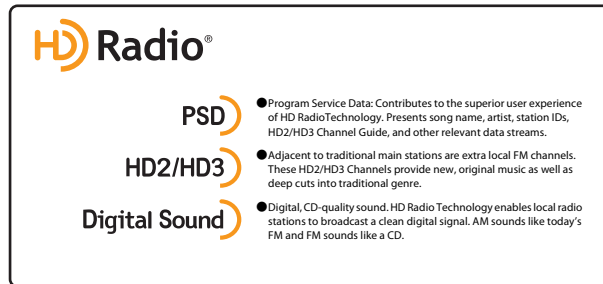 HD Radio®
PSD
●Program Service Data: Contributes to the superior user experience
of HD RadioTechnology. Presents song name, artist, station IDs,
HD2/HD3 Channel Guide, and other relevant data streams.
HD2/HD3
●Adjacent to traditional main stations are extra local FM channels.
These HD2/HD3 Channels provide new, original music as well as
deep cuts into traditional genre.
Digital Sound
●Digital, CD-quality sound. HD Radio Technology enables local radio
stations to broadcast a clean digital signal. AM sounds like today's
FM and FM sounds like a CD.